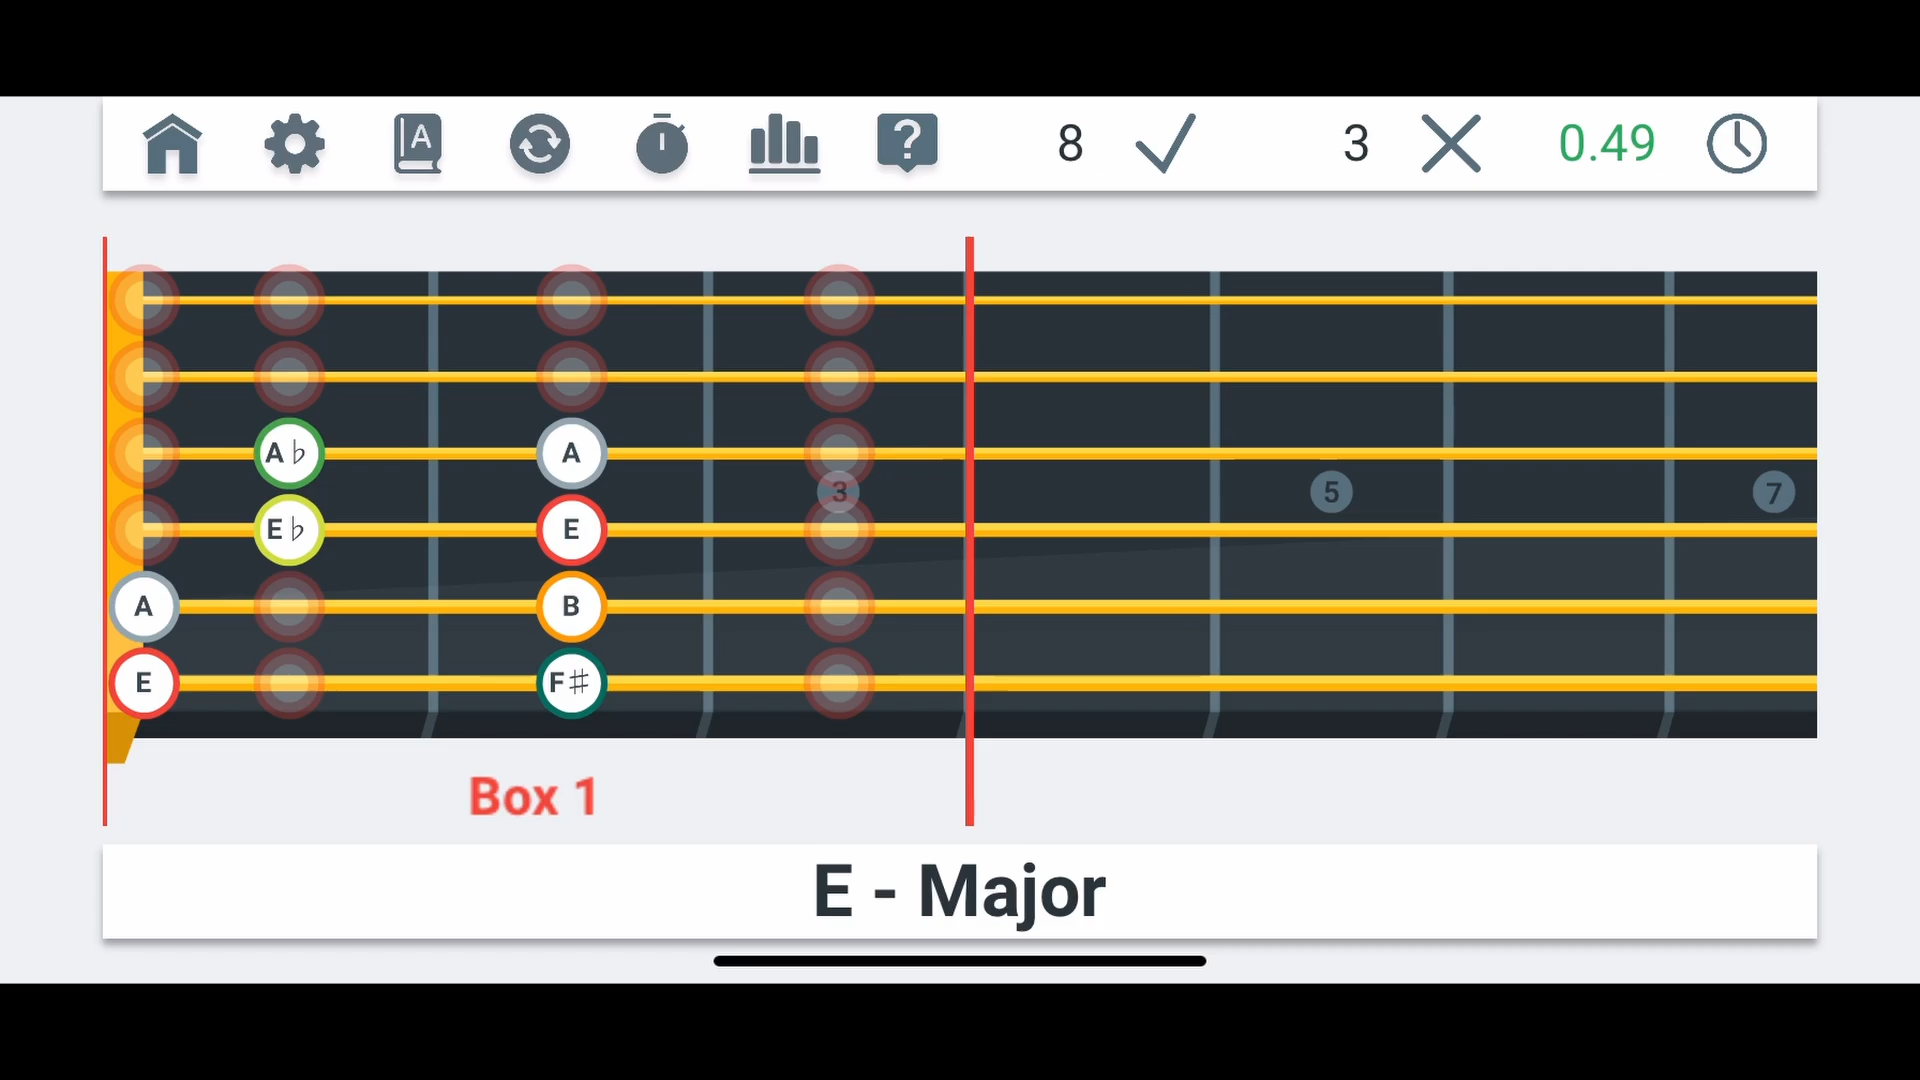 A ? 8 3 0.49
A♭ A
3 5 7
E♭ E
A B
E F♯
Box 1
E - Major